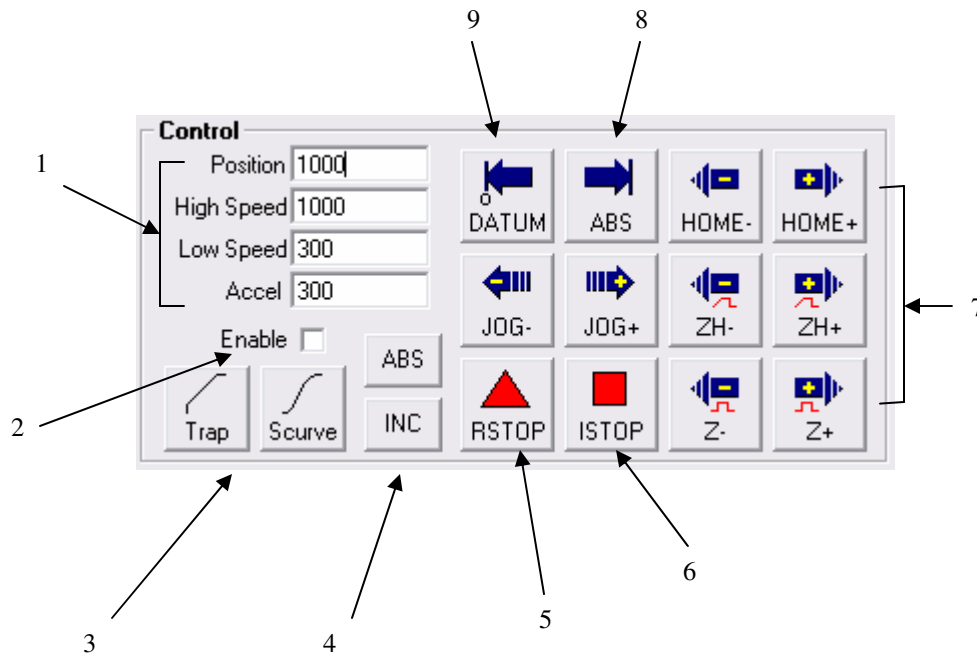 9 8
Control
1
Position 1000
High Speed 1000
Low Speed 300
Accel 300
Enable
DATUM ABS HOME- HOME+
JOG- JOG+ ZH- ZH+
7
ABS
2
Trap Scurve INC RSTOP ISTOP Z- Z+
6
5
3 4